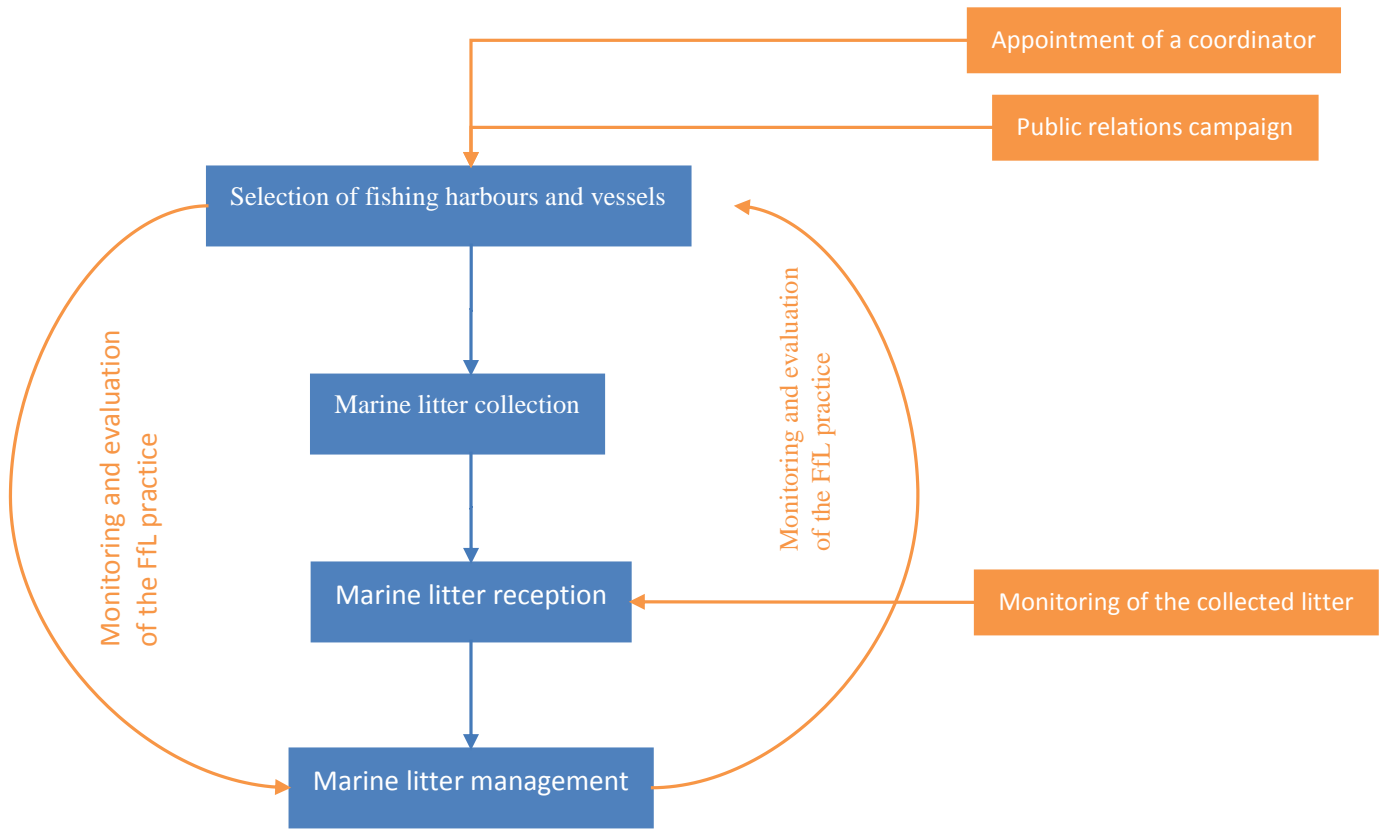 Appointment of a coordinator
Public relations campaign
Selection of fishing harbours and vessels
Monitoring and evaluation
of the FfL practice
Monitoring and evaluation
of the FfL practice
Marine litter collection
Marine litter reception
Monitoring of the collected litter
Marine litter management